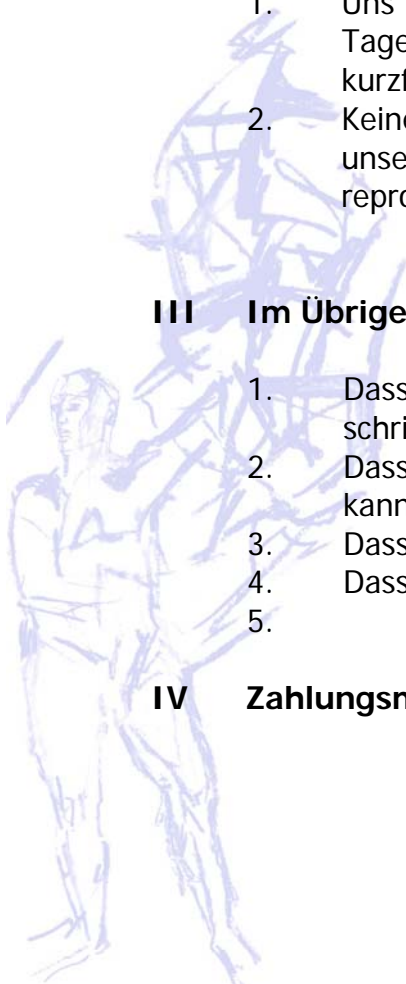 1. Uns
Tage
kurzf
2. Keine
unse
repro
III Im Übrige
1. Dass
schri
2. Dass
kann
3. Dass
4. Dass
5.
IV Zahlungsn